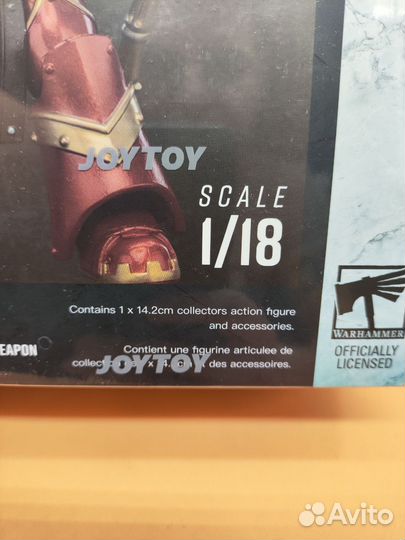 JOYTOY
SCALE
1/18
Contains 1 x 14.2cm collectors action figure
and accessories.
EAPON
Contient une figurine articulee de
des accessoires.
JOYTOY
WARHAMMER
OFFICIALLY
LICENSED
Avito